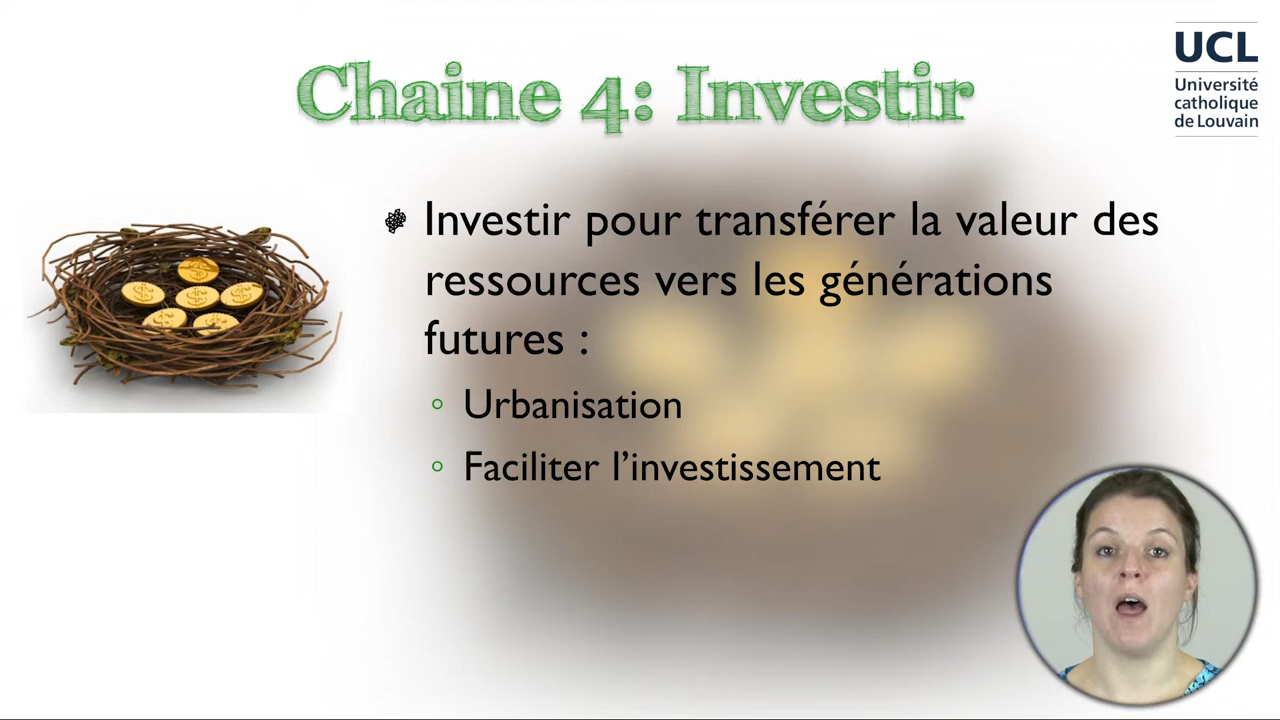 UCL
Université
catholique
de Louvain
Chaine 4: Investir
Investir pour transférer la valeur des
ressources vers les générations
futures :
Urbanisation
Faciliter l’investissement